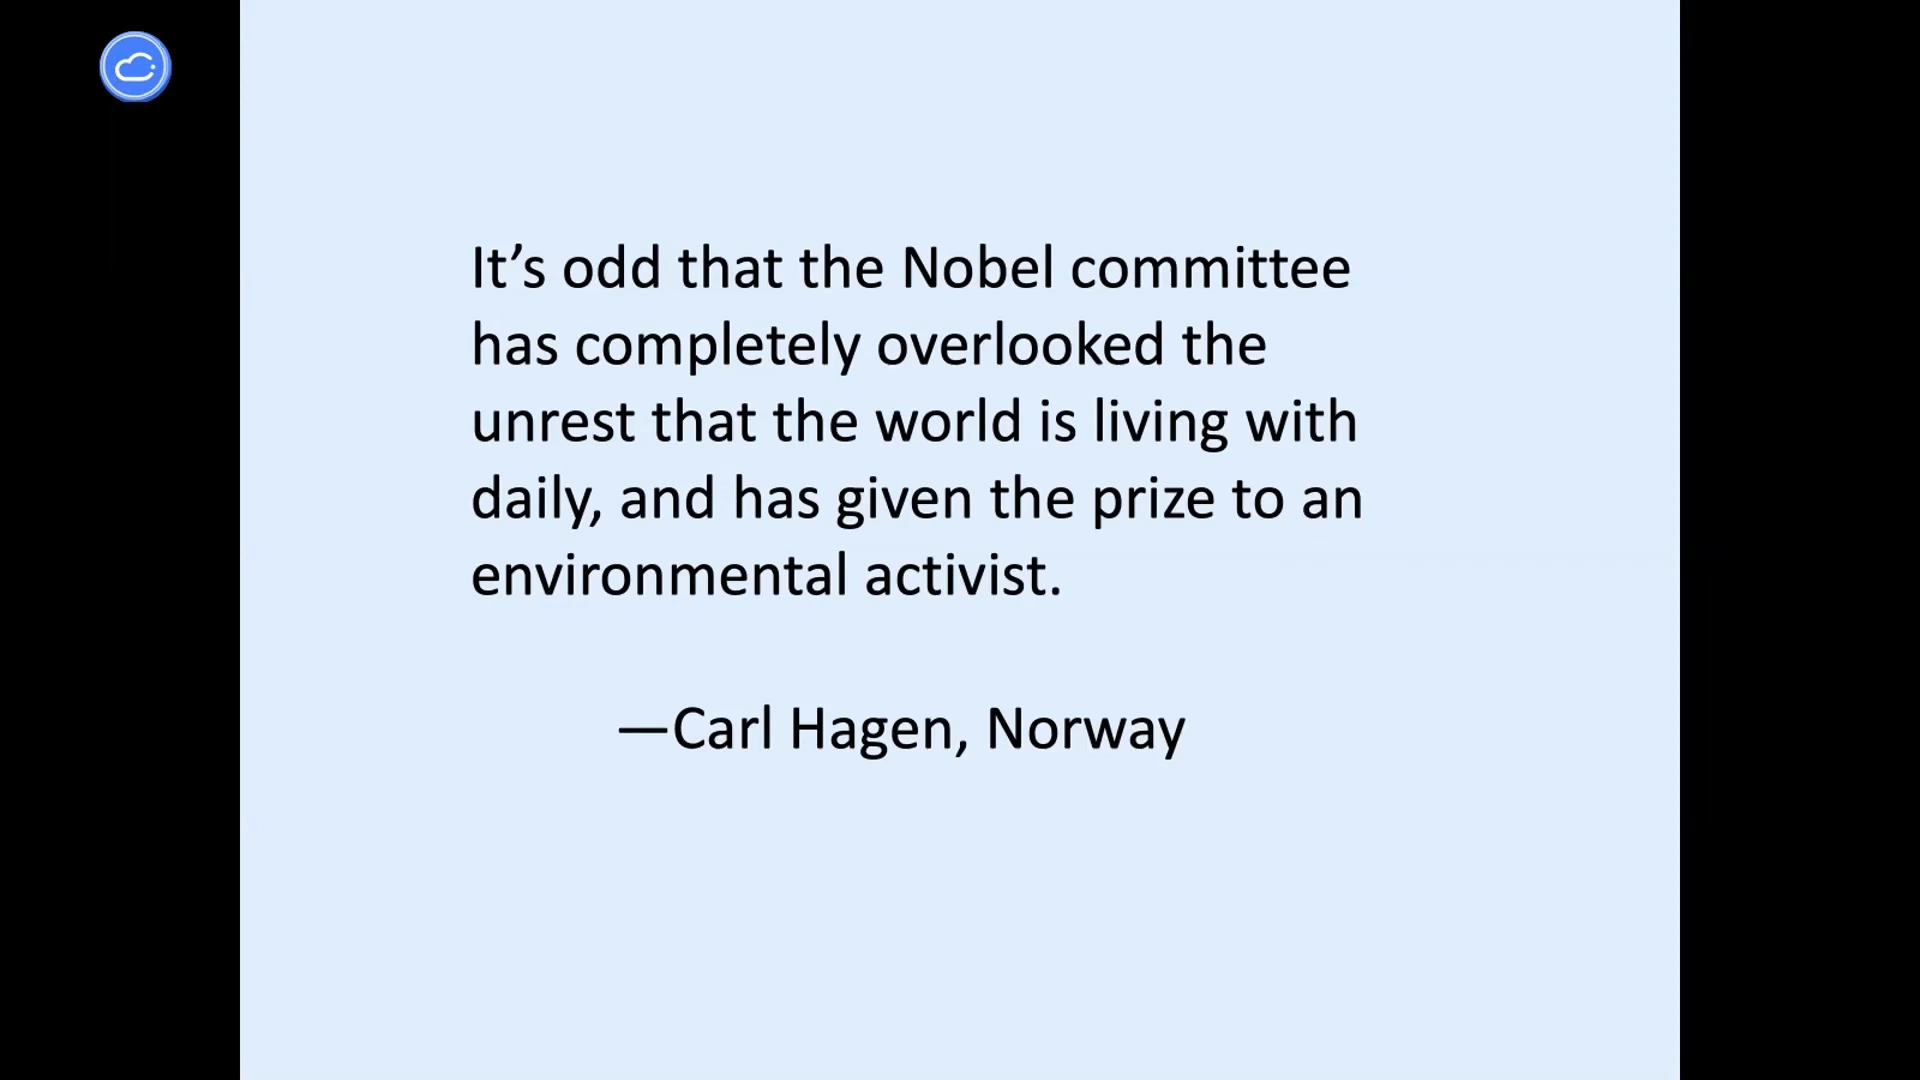 It’s odd that the Nobel committee
has completely overlooked the
unrest that the world is living with
daily, and has given the prize to an
environmental activist.
—Carl Hagen, Norway